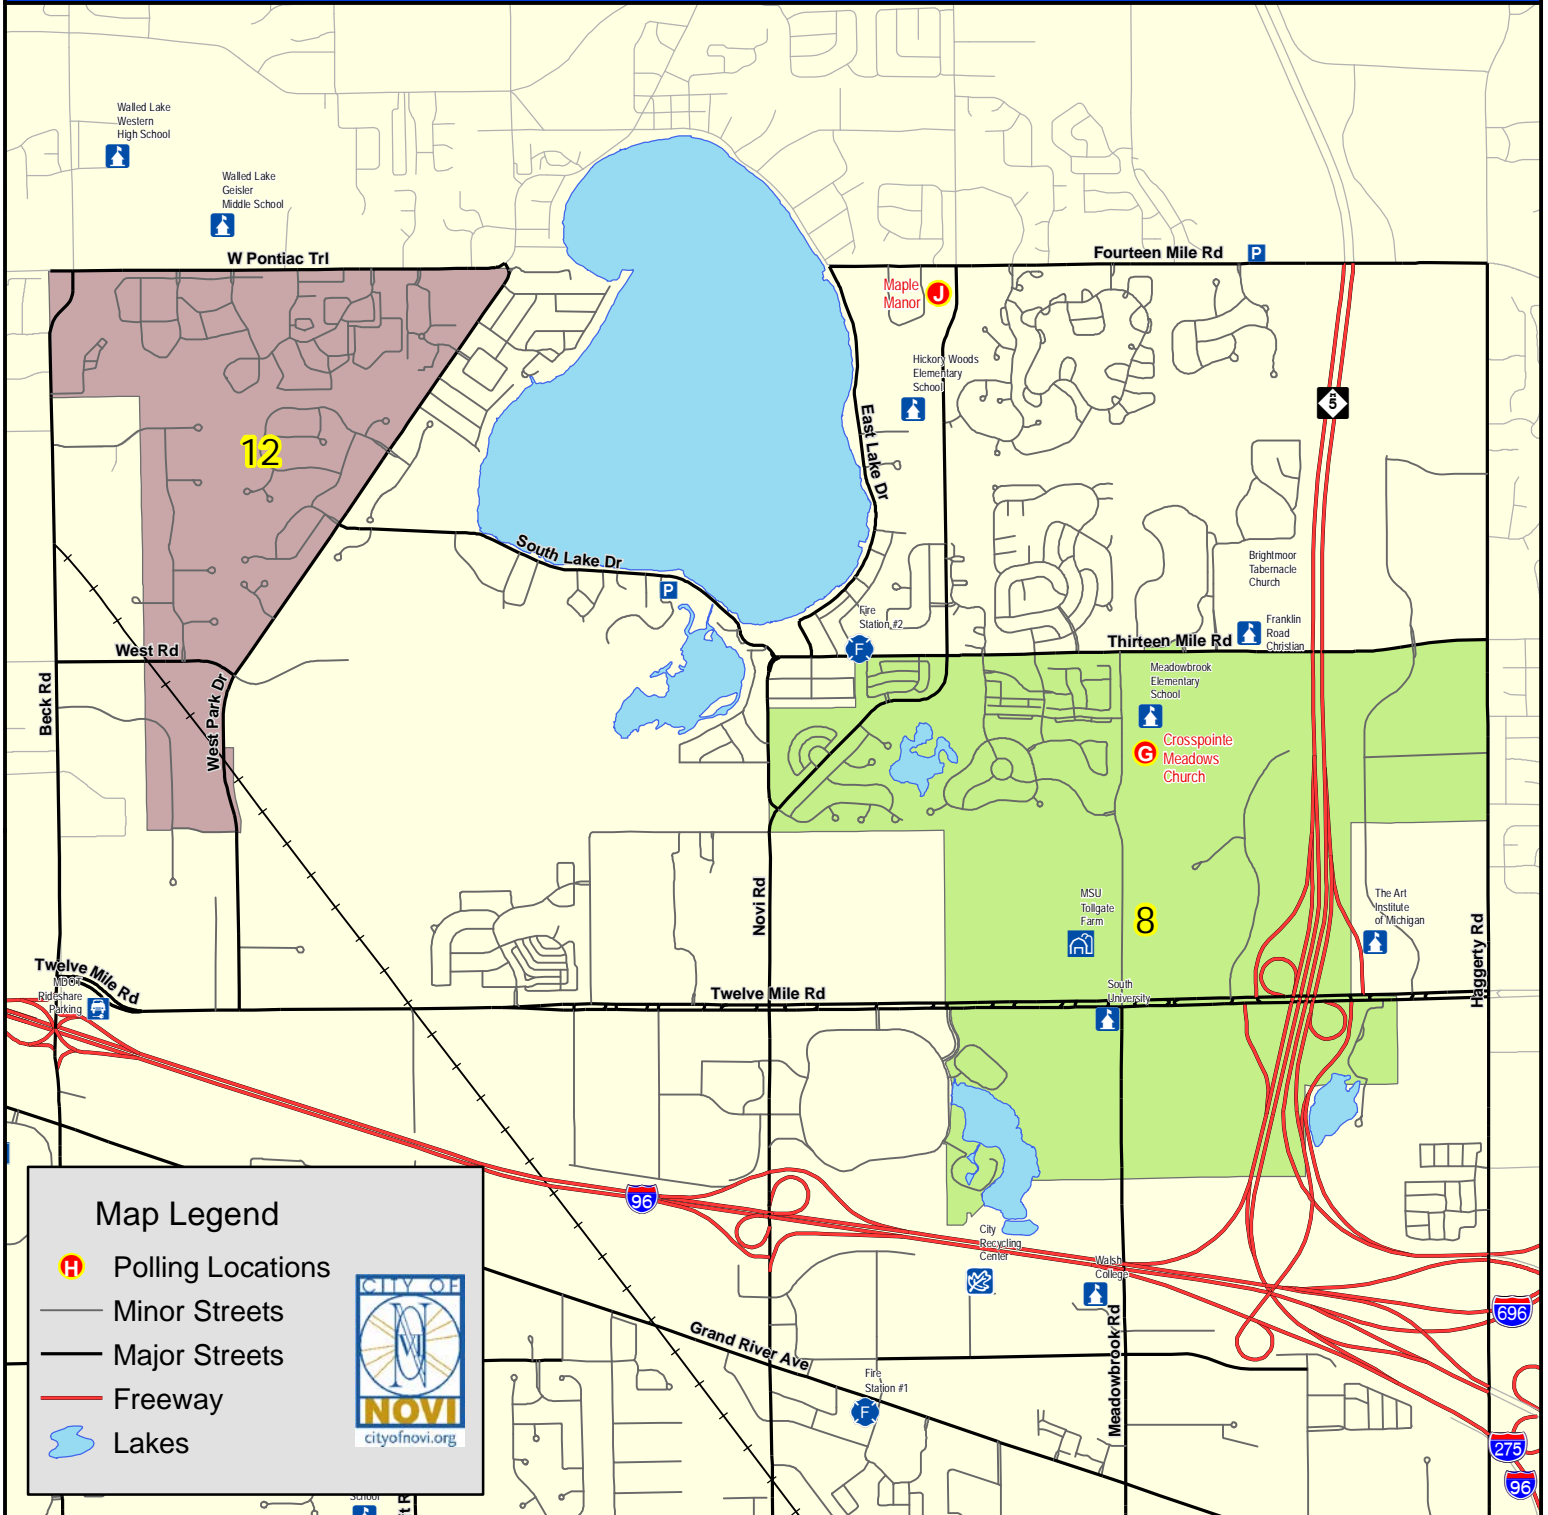 Walled Lake
Western
High School
Walled Lake
Geisler
Middle School
W Pontiac Trl
Fourteen Mile Rd
P
Maple
Manor
J
Hickory Woods
Elementary
School
M
5
East Lake Dr
12
South Lake Dr
P
Brightmoor
Tabernacle
Church
Fire
Station #2
F
Franklin
Road
Christian
Thirteen Mile Rd
West Rd
Meadowbrook
Elementary
School
Beck Rd
West Park Dr
G
Crosspointe
Meadows
Church
Novi Rd
MSU
Tollgate
Farm
8
The Art
Institute
of Michigan
Haggerty Rd
Twelve Mile Rd
MDOT
Rideshare
Parking
Twelve Mile Rd
South
University
96
City
Recycling
Center
Walsh
College
696
Grand River Ave
Meadowbrook Rd
Fire
Station #1
F
275
96
Map Legend
H
Polling Locations
Minor Streets
Major Streets
Freeway
Lakes
CITY OF
NOVI
cityofnovi.org
School